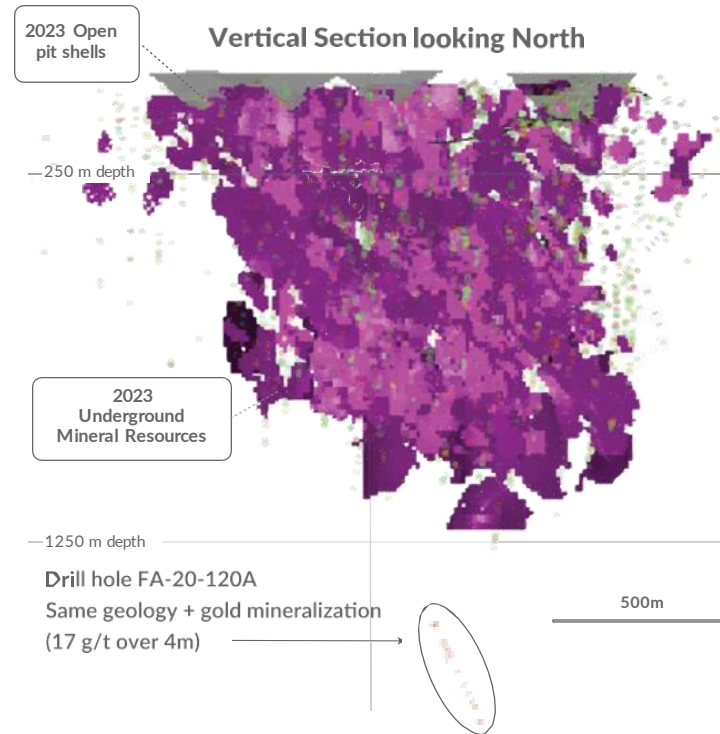 2023 Open
pit shells
Vertical Section looking North
250 m depth
2023
Underground
Mineral Resources
1250 m depth
Drill hole FA-20-120A
Same geology + gold mineralization
(17 g/t over 4m)
500m